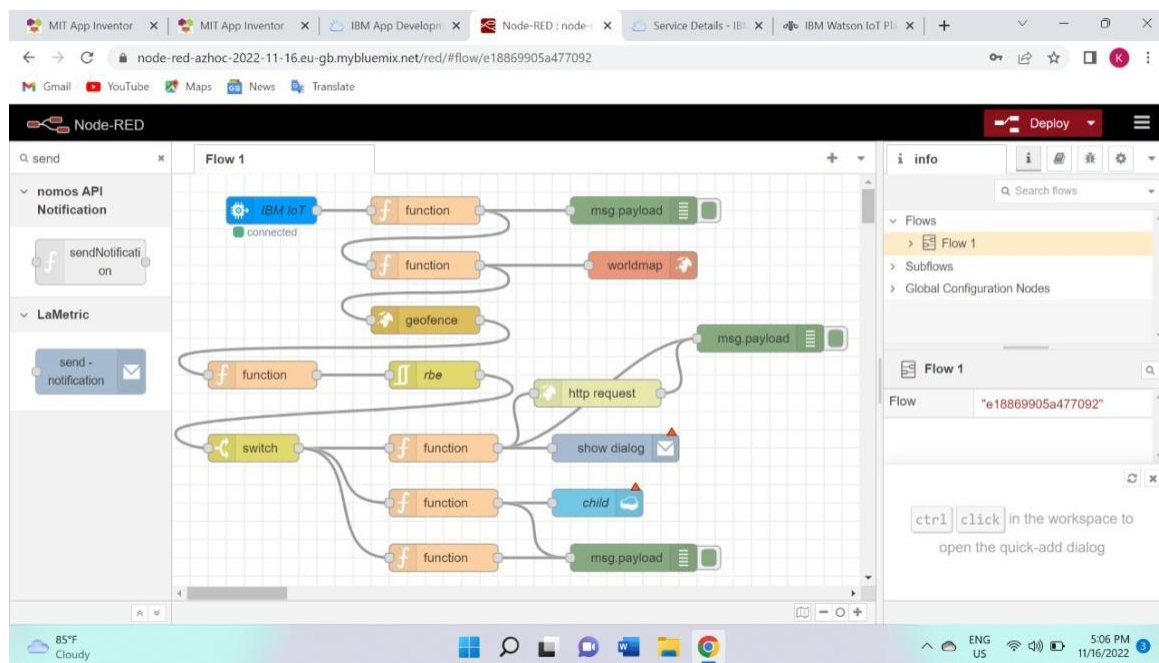 MIT App Inventor
MIT App Inventor
IBM App Developm
Node-RED : node-r
Service Details - IB
IBM Watson IoT Pla
node-red-azhoc-2022-11-16.eu-gb.mybluemix.net/red/#flow/e18869905a477092
K
Gmail YouTube Maps News Translate
Node-RED
Deploy
send
Flow 1
i info
i
nomos API
Notification
sendNotificati
on
LaMetric
send -
notification
IBM IoT
connected
function
msg.payload
function
worldmap
geofence
msg.payload
function
rbe
http request
switch
function
show dialog
function
child
function
msg.payload
Search flows
Flows
Flow 1
Subflows
Global Configuration Nodes
Flow 1
Flow "e18869905a477092"
ctrl click in the workspace to
open the quick-add dialog
85°F
Cloudy
ENG
US
5:06 PM
11/16/2022
3